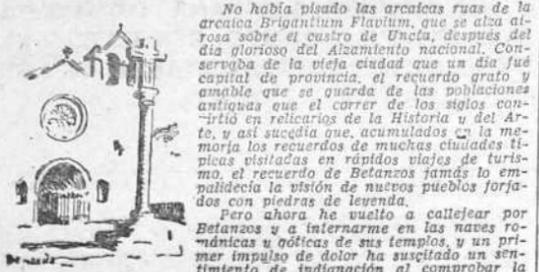 No había pisado las arcaicas ruas de la
arcaica Brigantium Flavium, que se alza ai-
rosa sobre el castro de Uncta, después del
día glorioso del Alzamiento nacional. Con-
servaba de la vieja ciudad que un día fué
capital de provincia, el recuerdo grato y
amable que se guarda de las poblaciones
antiguas que el correr de los siglos con-
irtió en relicarios de la Historia y del Ar-
te, y así sucedía que, acumulados en la me-
moria los recuerdos de muchas ciudades tí-
picas visitadas en rápidos viajes de turis-
mo, el recuerdo de Betanzos jamás lo em-
palidecía la visión de nuevos pueblos forja-
dos con piedras de leyenda.
Pero ahora he vuelto a callejear por
Betanzos y a internarme en las naves ro-
mánicas y góticas de sus templos, y un pri-
mer impulso de dolor ha suscitado un sen-
timiento de indignación al comprobar la